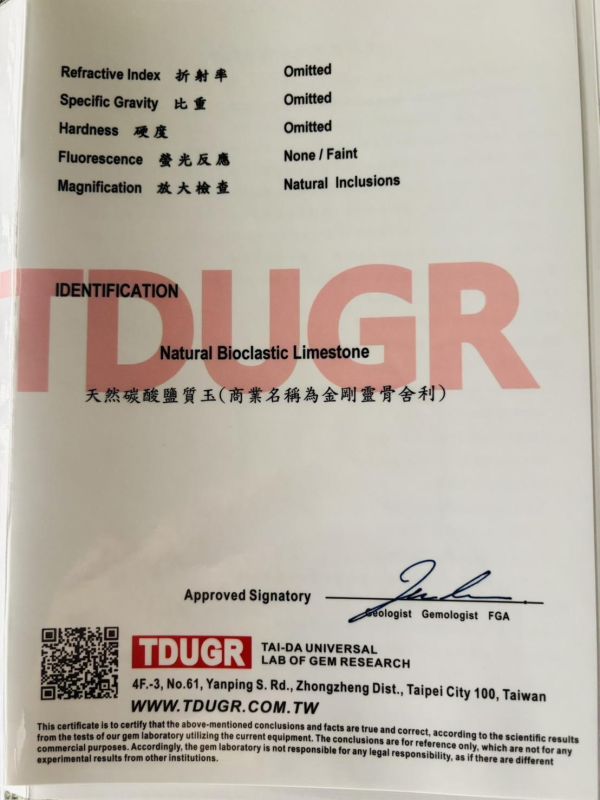 Refractive Index 折射率 Omitted
Specific Gravity 比重 Omitted
Hardness 硬度 Omitted
Fluorescence 螢光反應 None / Faint
Magnification 放大檢查 Natural Inclusions
TDUGR
IDENTIFICATION
Natural Bioclastic Limestone
天然碳酸鹽質玉(商業名稱為金剛靈骨舍利)
Approved Signatory
Geologist Gemologist FGA
TDUGR
TAI-DA UNIVERSAL
LAB OF GEM RESEARCH
4F.-3, No.61, Yanping S. Rd., Zhongzheng Dist., Taipei City 100, Taiwan
WWW.TDUGR.COM.TW
This certificate is to certify that the above-mentioned conclusions and facts are true and correct, according to the scientific results
from the tests of our gem laboratory utilizing the current equipment. The conclusions are for reference only, which are not for any
commercial purposes. Accordingly, the gem laboratory is not responsible for any legal responsibility, as if there are different
experimental results from other institutions.